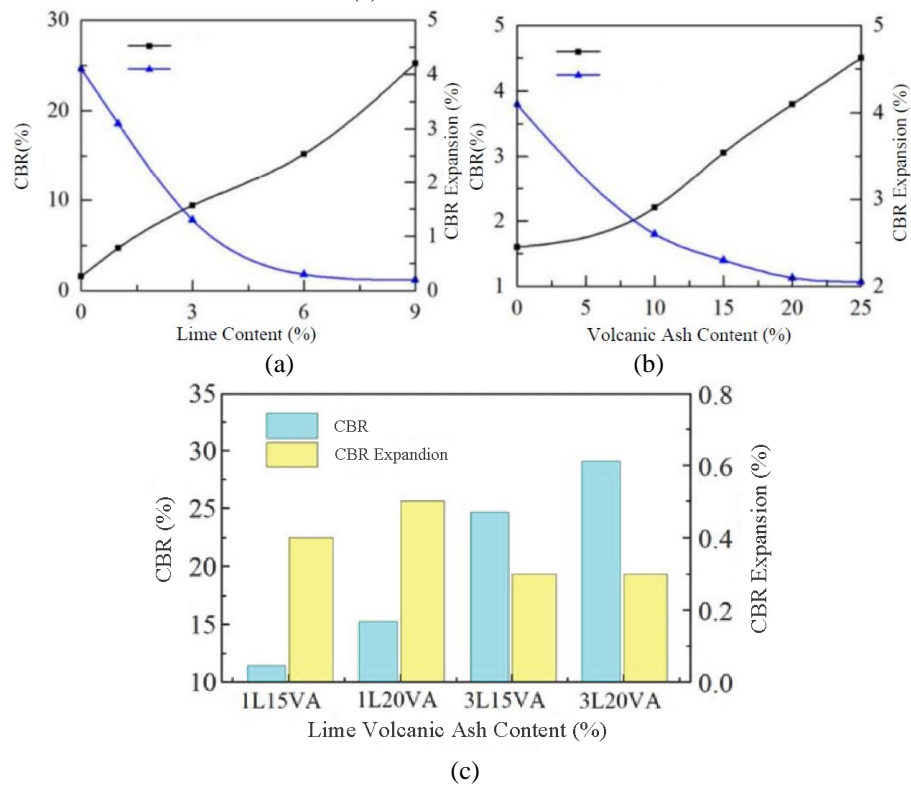 30
25
20
10
0
CBR(%)
5
4
3
2
1
0
CBR Expansion (%)
0
3
6
9
Lime Content (%)
(a)
5
4
3
2
1
CBR(%)
5
4
3
2
CBR Expansion (%)
0
5
10
15
20
25
Volcanic Ash Content (%)
(b)
35
30
25
20
15
10
CBR (%)
CBR
CBR Expandion
0.8
0.6
0.4
0.2
0.0
CBR Expansion (%)
1L15VA 1L20VA 3L15VA 3L20VA
Lime Volcanic Ash Content (%)
(c)